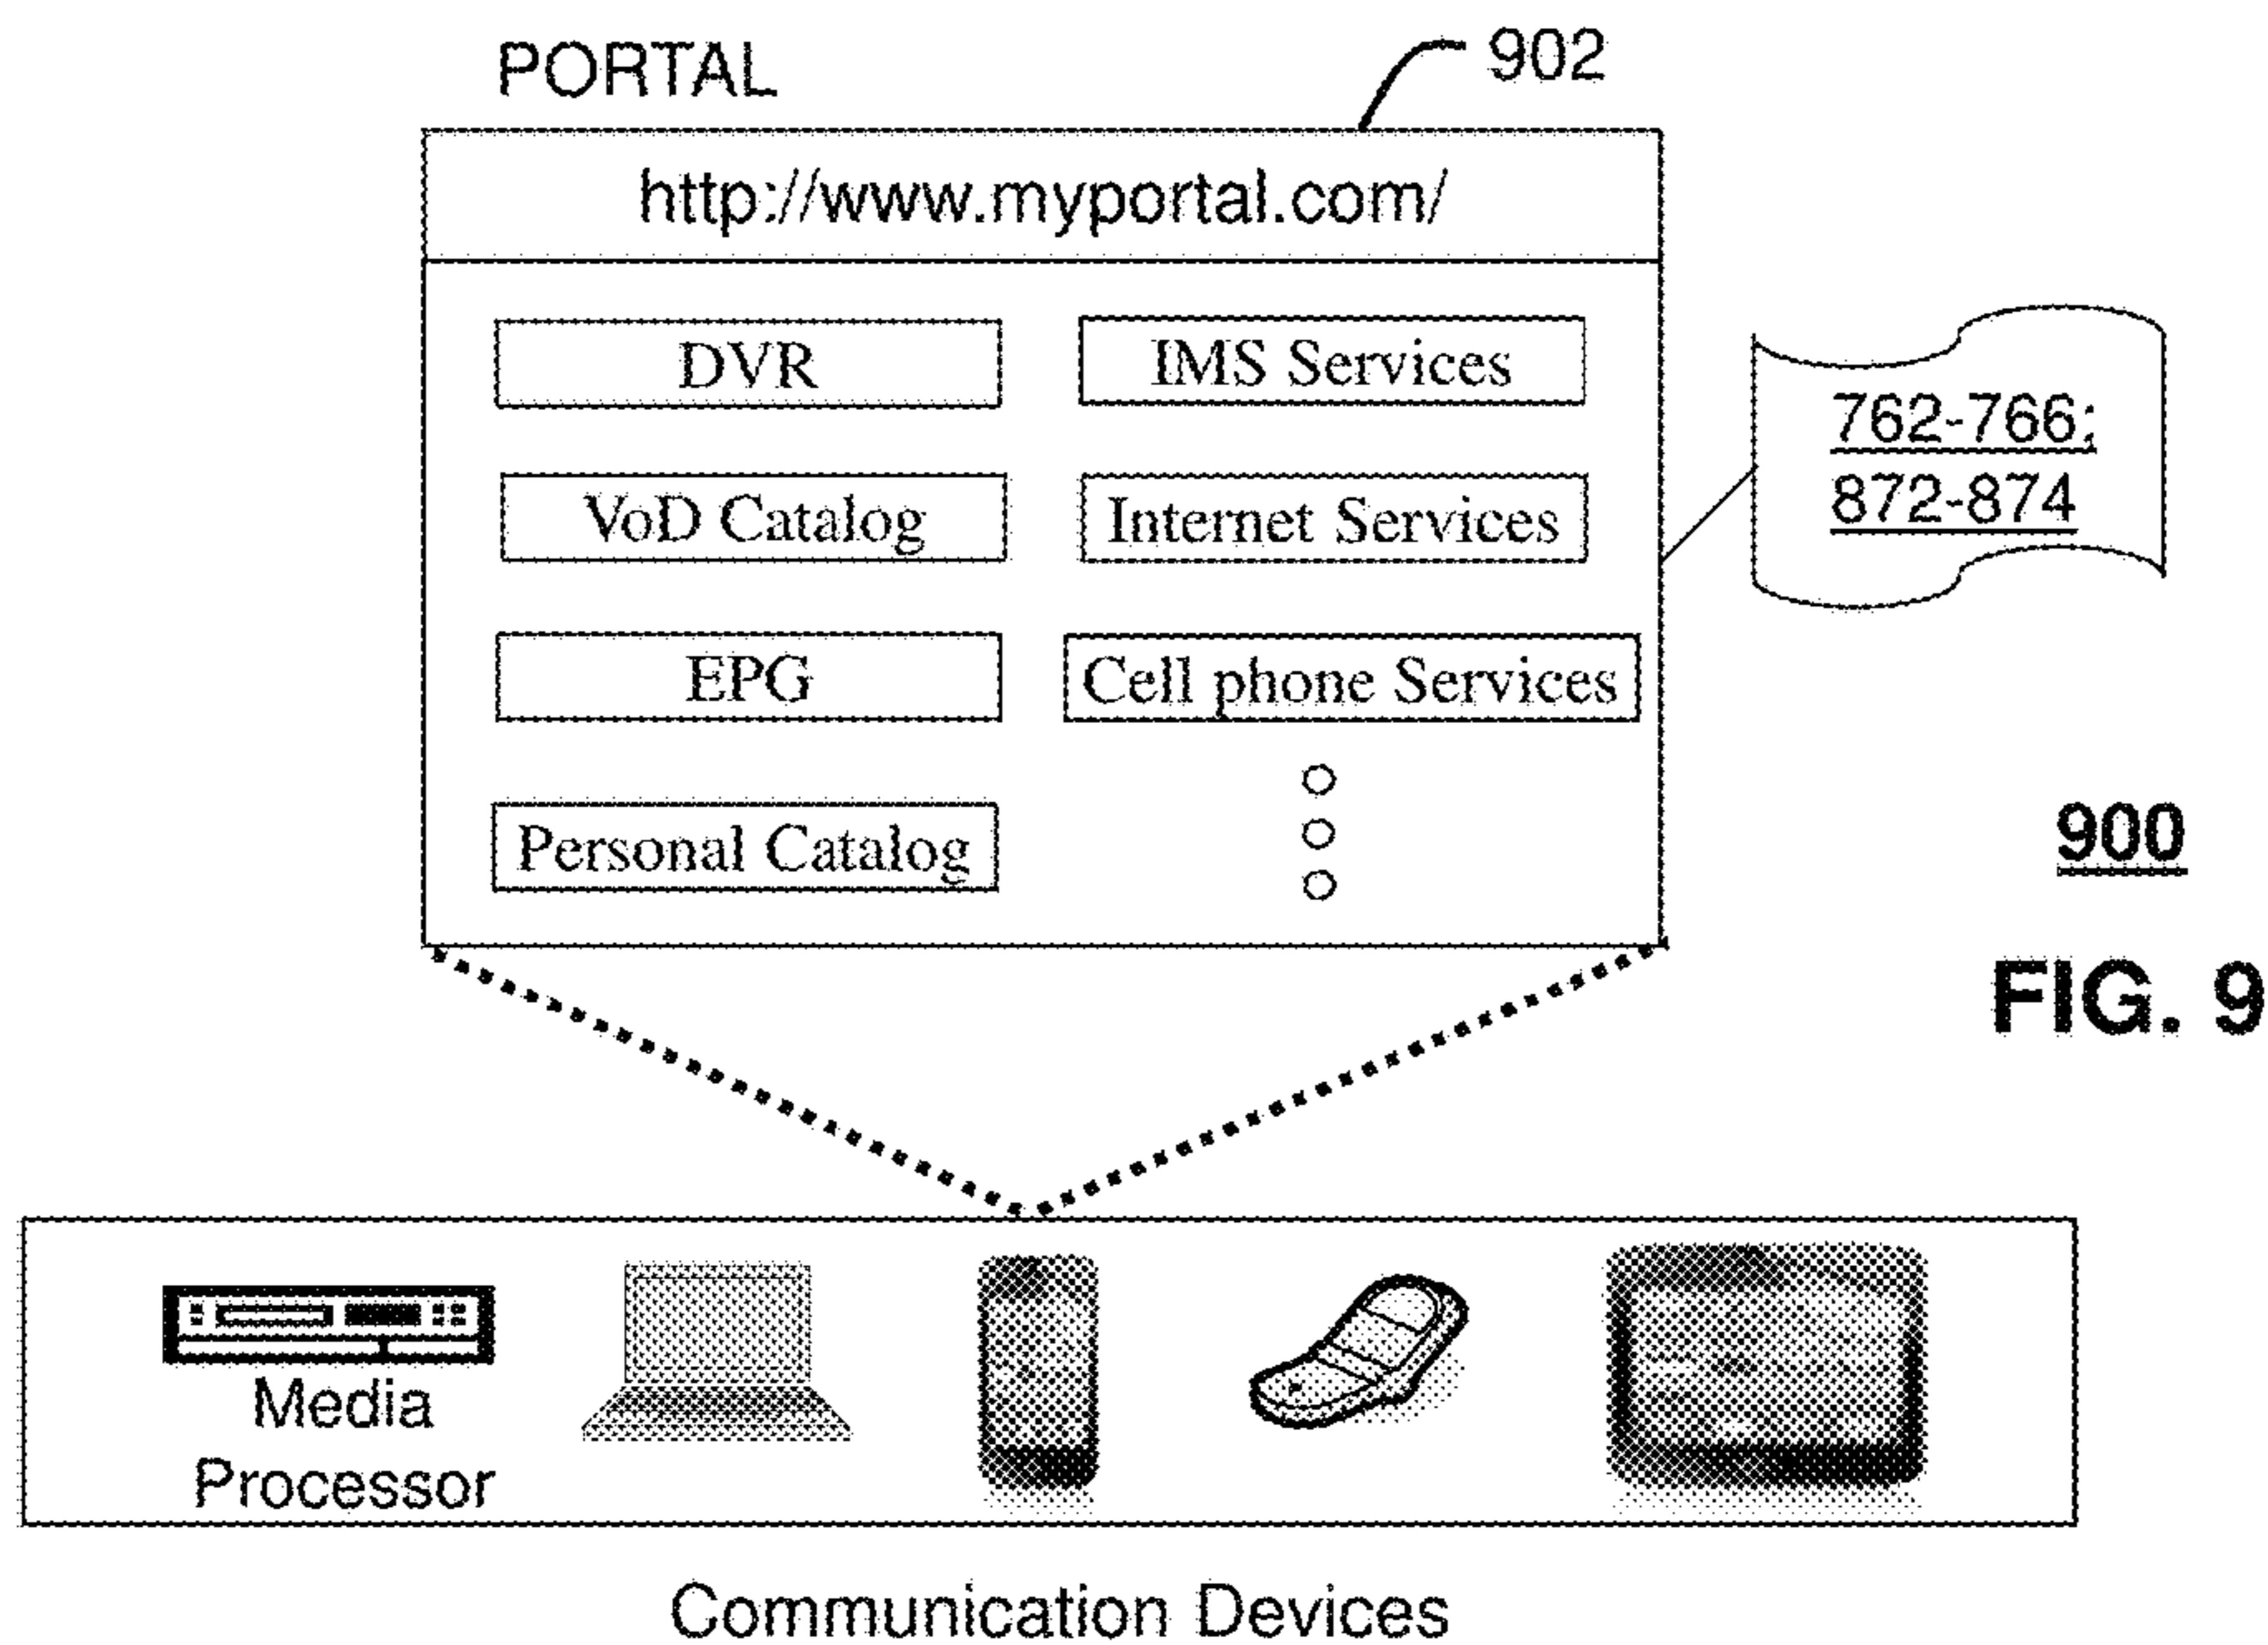 PORTAL
902
http://www.myportal.com/
DVR
IMS Services
VoD Catalog
Internet Services
EPG
Cell phone Services
Personal Catalog
762-766;
872-874
900
FIG. 9
Media
Processor
Communication Devices